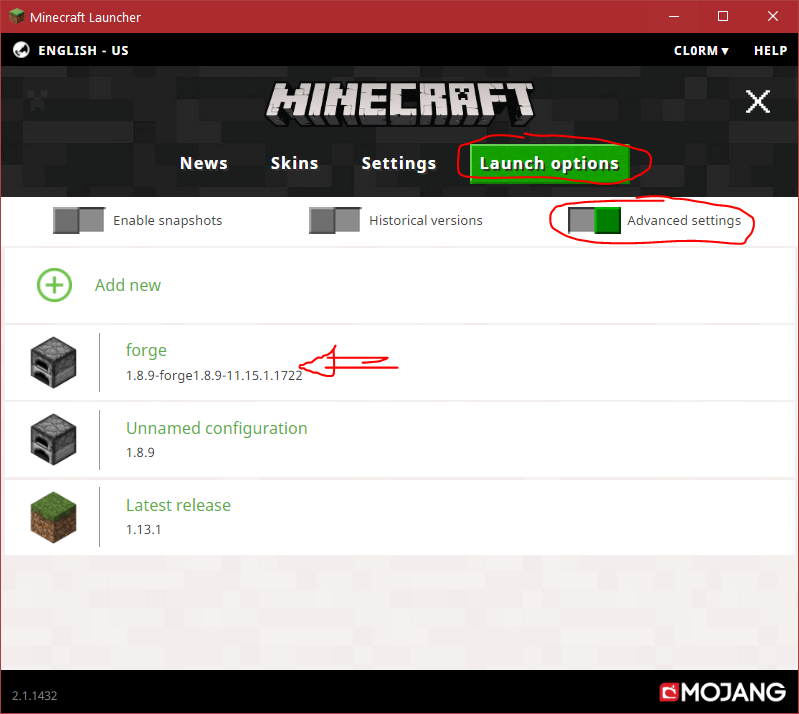 Minecraft Launcher
ENGLISH - US
CL0RM ▾ HELP
MINECRAFT
News Skins Settings Launch options
Enable snapshots Historical versions Advanced settings
Add new
forge
1.8.9-forge1.8.9-11.15.1.1722
Unnamed configuration
1.8.9
Latest release
1.13.1
2.1.1432
MOJANG